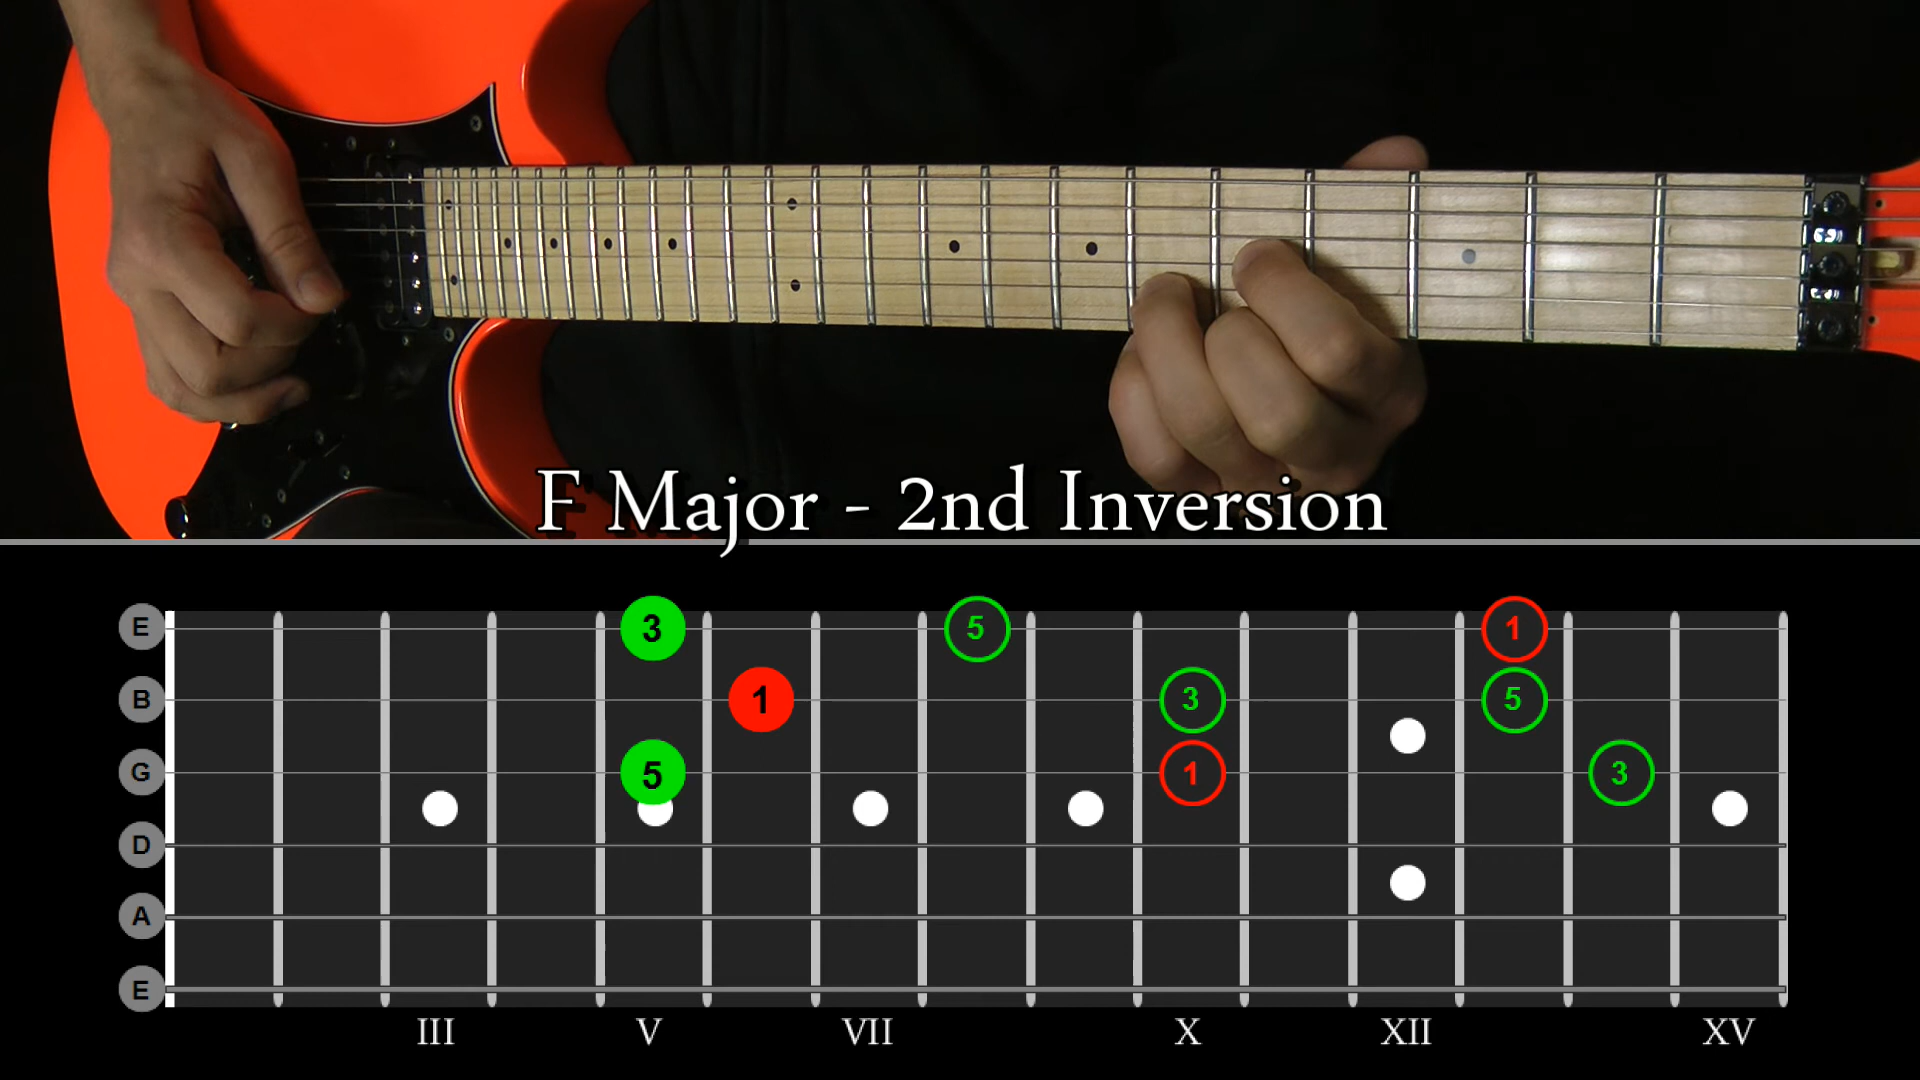 F Major - 2nd Inversion
E 3 5 1
B 1 3 5
G 5 1 3
D
A
E
III V VII X XII XV